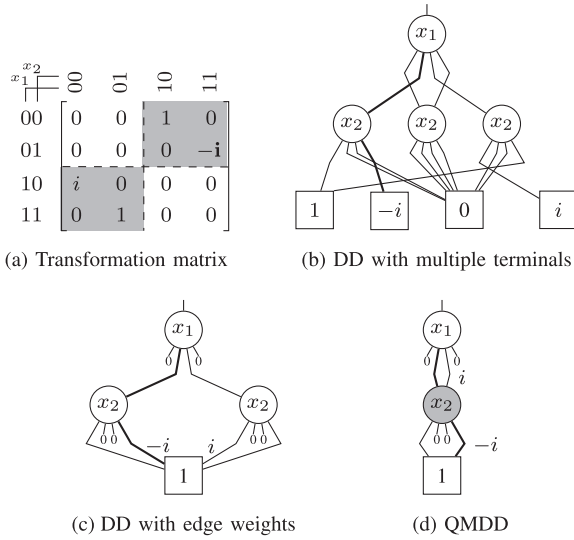 x₂
x₁ 00 01 10 11
00 0 0 1 0
01 0 0 0 −i
10 i 0 0 0
11 0 1 0 0
(a) Transformation matrix
x₁
x₂ x₂ x₂
1 −i 0 i
(b) DD with multiple terminals
x₁
0 0
x₂ x₂
0 0 0 0
−i i
1
(c) DD with edge weights
x₁
0 0
i
x₂
0 0
−i
1
(d) QMDD